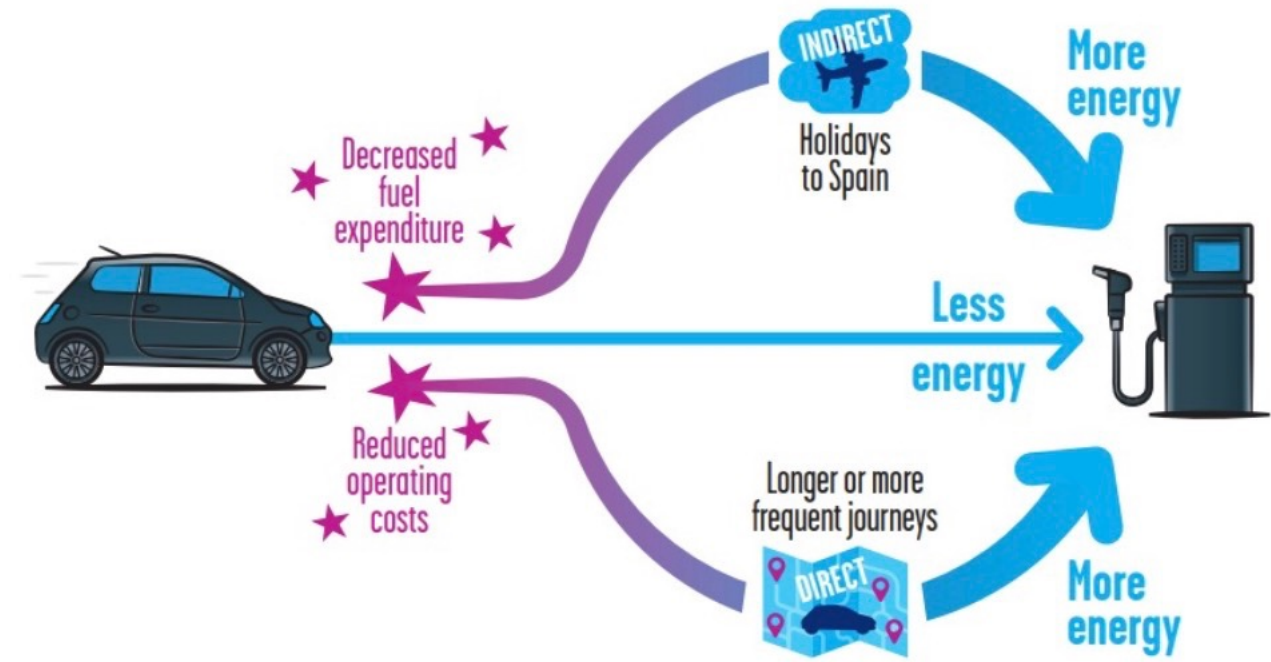 INDIRECT
Holidays
to Spain
More
energy
Decreased
fuel
expenditure
Less
energy
Reduced
operating
costs
Longer or more
frequent journeys
DIRECT
More
energy